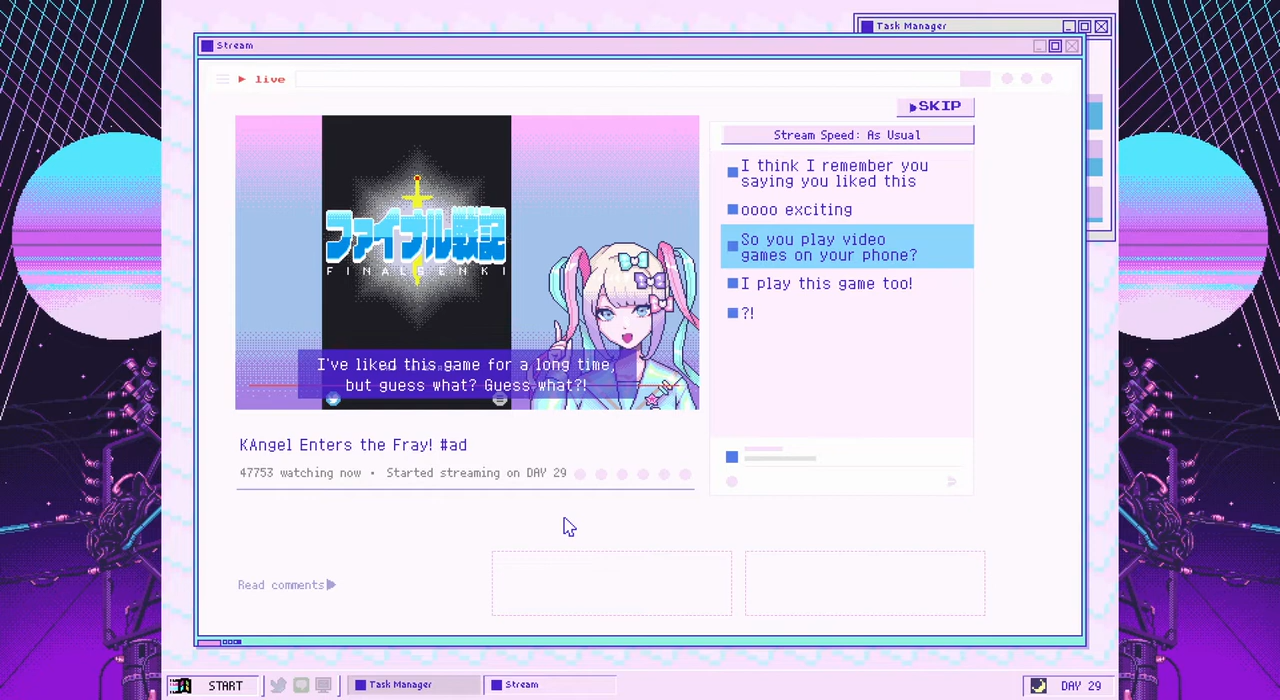 Task Manager
Stream
live
SKIP
Stream Speed: As Usual
I think I remember you
saying you liked this
oooo exciting
So you play video
games on your phone?
I play this game too!
?!
ファイナル戦記
FINALSENKI
I've liked this game for a long time,
but guess what? Guess what?!
KAngel Enters the Fray! #ad
47753 watching now • Started streaming on DAY 29
Read comments
START
Task Manager
Stream
DAY 29